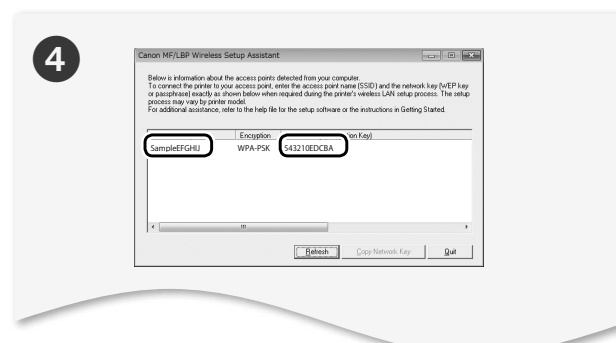 4
Canon MF/LBP Wireless Setup Assistant
Below is information about the access points detected from your computer.
To connect the printer to your access point, enter the access point name (SSID) and the network key (WEP key
or passphrase) exactly as shown below when required during the printer's wireless LAN setup process. The setup
process may vary by printer model.
For additional assistance, refer to the help file for the setup software or the instructions in Getting Started.
Encryption Key)
SampleEFGHIJ WPA-PSK 543210EDCBA
Refresh Copy Network Key Quit